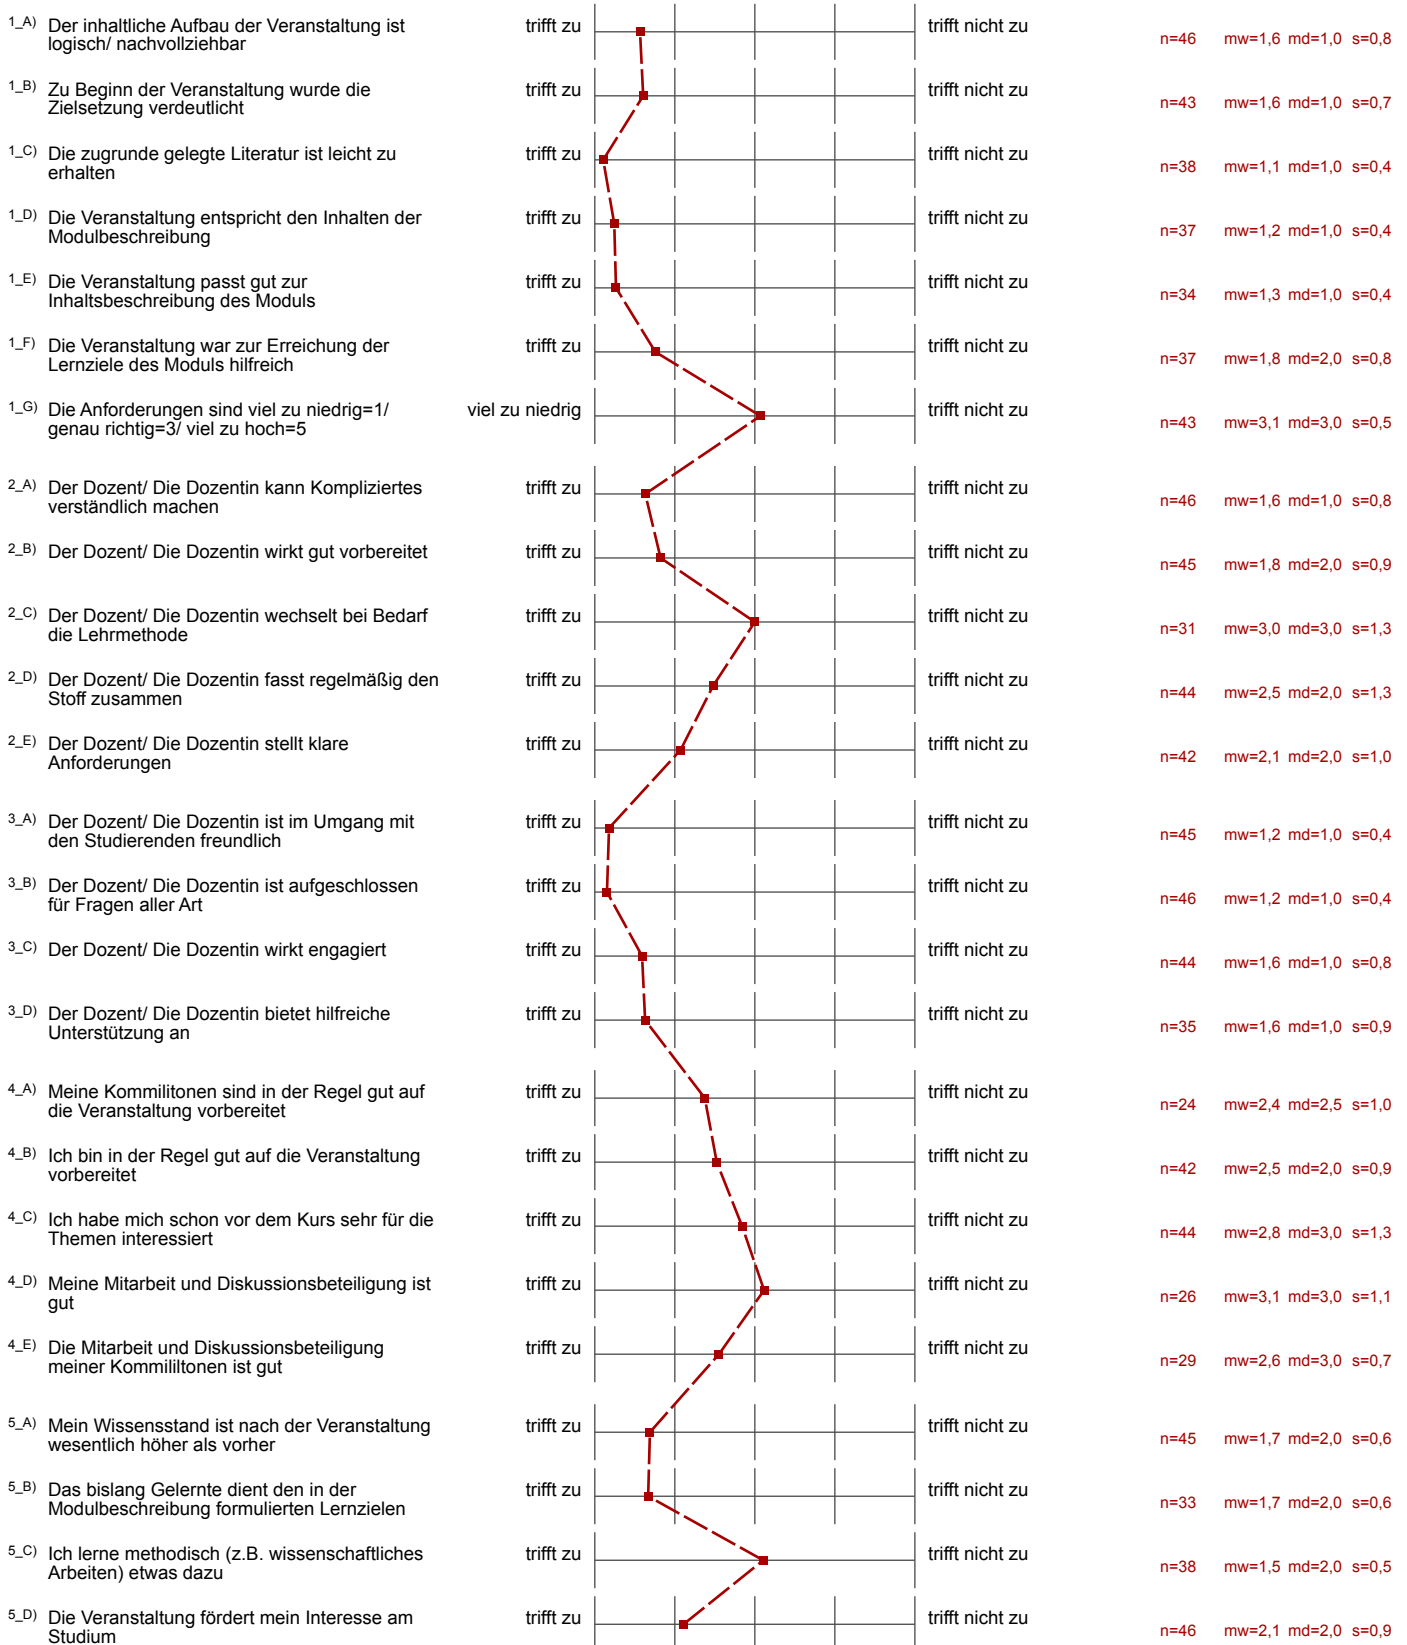 1_A) Der inhaltliche Aufbau der Veranstaltung ist trifft zu trifft nicht zu
logisch/ nachvollziehbar n=46 mw=1,6 md=1,0 s=0,8
1_B) Zu Beginn der Veranstaltung wurde die trifft zu trifft nicht zu
Zielsetzung verdeutlicht n=43 mw=1,6 md=1,0 s=0,7
1_C) Die zugrunde gelegte Literatur ist leicht zu trifft zu trifft nicht zu
erhalten n=38 mw=1,1 md=1,0 s=0,4
1_D) Die Veranstaltung entspricht den Inhalten der trifft zu trifft nicht zu
Modulbeschreibung n=37 mw=1,2 md=1,0 s=0,4
1_E) Die Veranstaltung passt gut zur trifft zu trifft nicht zu
Inhaltsbeschreibung des Moduls n=34 mw=1,3 md=1,0 s=0,4
1_F) Die Veranstaltung war zur Erreichung der trifft zu trifft nicht zu
Lernziele des Moduls hilfreich n=37 mw=1,8 md=2,0 s=0,8
1_G) Die Anforderungen sind viel zu niedrig=1/ viel zu niedrig trifft nicht zu
genau richtig=3/ viel zu hoch=5 n=43 mw=3,1 md=3,0 s=0,5
2_A) Der Dozent/ Die Dozentin kann Kompliziertes trifft zu trifft nicht zu
verständlich machen n=46 mw=1,6 md=1,0 s=0,8
2_B) Der Dozent/ Die Dozentin wirkt gut vorbereitet trifft zu trifft nicht zu
n=45 mw=1,8 md=2,0 s=0,9
2_C) Der Dozent/ Die Dozentin wechselt bei Bedarf trifft zu trifft nicht zu
die Lehrmethode n=31 mw=3,0 md=3,0 s=1,3
2_D) Der Dozent/ Die Dozentin fasst regelmäßig den trifft zu trifft nicht zu
Stoff zusammen n=44 mw=2,5 md=2,0 s=1,3
2_E) Der Dozent/ Die Dozentin stellt klare trifft zu trifft nicht zu
Anforderungen n=42 mw=2,1 md=2,0 s=1,0
3_A) Der Dozent/ Die Dozentin ist im Umgang mit trifft zu trifft nicht zu
den Studierenden freundlich n=45 mw=1,2 md=1,0 s=0,4
3_B) Der Dozent/ Die Dozentin ist aufgeschlossen trifft zu trifft nicht zu
für Fragen aller Art n=46 mw=1,2 md=1,0 s=0,4
3_C) Der Dozent/ Die Dozentin wirkt engagiert trifft zu trifft nicht zu
n=44 mw=1,6 md=1,0 s=0,8
3_D) Der Dozent/ Die Dozentin bietet hilfreiche trifft zu trifft nicht zu
Unterstützung an n=35 mw=1,6 md=1,0 s=0,9
4_A) Meine Kommilitonen sind in der Regel gut auf trifft zu trifft nicht zu
die Veranstaltung vorbereitet n=24 mw=2,4 md=2,5 s=1,0
4_B) Ich bin in der Regel gut auf die Veranstaltung trifft zu trifft nicht zu
vorbereitet n=42 mw=2,5 md=2,0 s=0,9
4_C) Ich habe mich schon vor dem Kurs sehr für die trifft zu trifft nicht zu
Themen interessiert n=44 mw=2,8 md=3,0 s=1,3
4_D) Meine Mitarbeit und Diskussionsbeteiligung ist trifft zu trifft nicht zu
gut n=26 mw=3,1 md=3,0 s=1,1
4_E) Die Mitarbeit und Diskussionsbeteiligung trifft zu trifft nicht zu
meiner Kommililtonen ist gut n=29 mw=2,6 md=3,0 s=0,7
5_A) Mein Wissensstand ist nach der Veranstaltung trifft zu trifft nicht zu
wesentlich höher als vorher n=45 mw=1,7 md=2,0 s=0,6
5_B) Das bislang Gelernte dient den in der trifft zu trifft nicht zu
Modulbeschreibung formulierten Lernzielen n=33 mw=1,7 md=2,0 s=0,6
5_C) Ich lerne methodisch (z.B. wissenschaftliches trifft zu trifft nicht zu
Arbeiten) etwas dazu n=38 mw=1,5 md=2,0 s=0,5
5_D) Die Veranstaltung fördert mein Interesse am trifft zu trifft nicht zu
Studium n=46 mw=2,1 md=2,0 s=0,9